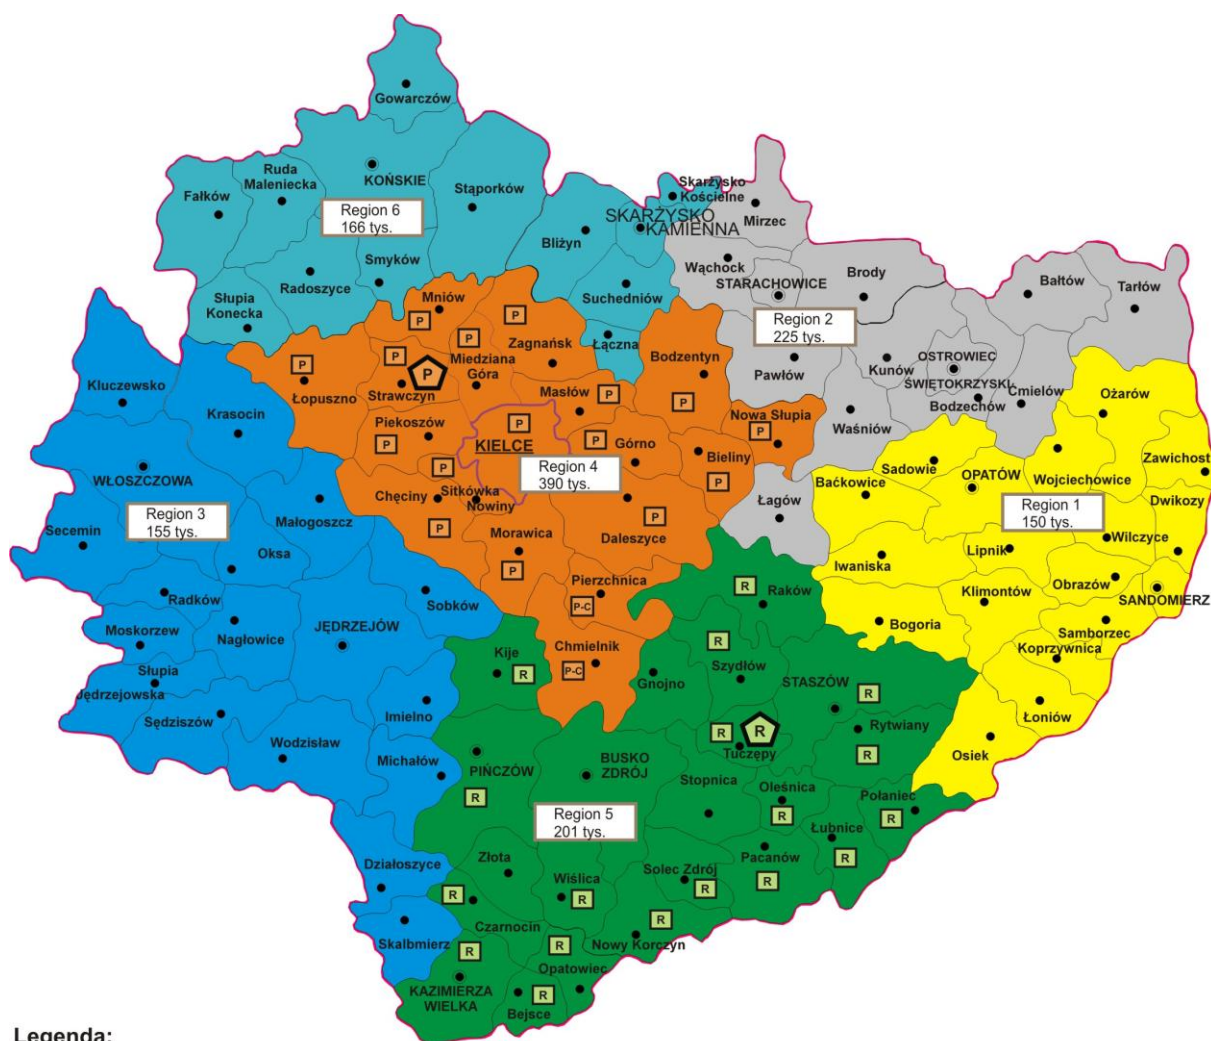 Gowarczów
Ruda
Maleniecka
KOŃSKIE
Stąporków
Fałków
Region 6
166 tys.
Skarżysko
Kościelne
SKARŻYSKO
KAMIENNA
Mirzec
Bliżyn
Smyków
Radoszyce
Wąchock
STARACHOWICE
Brody
Bałtów
Tarłów
Słupia
Konecka
Mniów
P
P
Suchedniów
Region 2
225 tys.
P
Zagnańsk
Łączna
Bodzentyn
P
P
Miedziana
Góra
P
Pawłów
Kunów
OSTROWIEC
ŚWIĘTOKRZYSKI
Kluczewsko
Łopuszno
Strawczyn
Masłów
P
P
Bodzechów
Ćmielów
Ożarów
Krasocin
Piekoszów
P
P
Nowa Słupia
P
Waśniów
KIELCE
P
Górno
Bieliny
P
P
WŁOSZCZOWA
Region 4
390 tys.
Sadowie
OPATÓW
Wojciechowice
Zawichost
Chęciny
Sitkówka
Nowiny
Baćkowice
Region 3
155 tys.
Małogoszcz
P
P
Łagów
Region 1
150 tys.
Dwikozy
Secemin
Morawica
Daleszyce
Wilczyce
Oksa
P
Iwaniska
Lipnik
Pierzchnica
P-C
R
Raków
Klimontów
Obrazów
SANDOMIERZ
Radków
Sobków
Moskorzew
Nagłowice
JĘDRZEJÓW
Chmielnik
P-C
R
Bogoria
Samborzec
Koprzywnica
Słupia
Jędrzejowska
Kije
R
Gnojno
Szydłów
STASZÓW
R
Sędziszów
Imielno
Łoniów
Rytwiany
R
R
Tuczępy
R
Osiek
Wodzisław
Michałów
PIŃCZÓW
R
BUSKO
ZDRÓJ
Stopnica
Oleśnica
R
Połaniec
R
Region 5
201 tys.
Łubnice
R
Działoszyce
Złota
Wiślica
R
Solec Zdrój
R
Pacanów
R
R
Czarnocin
R
Skalbmierz
R
R
Nowy Korczyn
KAZIMIERZA
WIELKA
Opatowiec
R
Bejsce
Legenda: